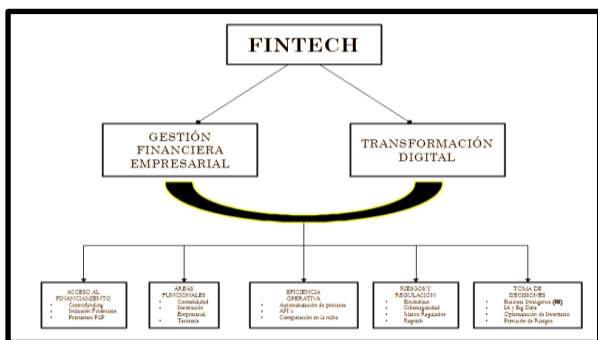 FINTECH
GESTIÓN
FINANCIERA
EMPRESARIAL
TRANSFORMACIÓN
DIGITAL
ACCESO AL
FINANCIAMIENTO
• Crowdfunding
• Inclusión Financiera
• Préstamos P2P
ÁREAS
FUNCIONALES
• Contabilidad
• Innovación
Empresarial
• Tesorería
EFICIENCIA
OPERATIVA
• Automatización de procesos
• API´s
• Computación en la nube.
RIESGOS Y
REGULACIÓN
• Blockchain
• Ciberseguridad
• Marco Regulador
• Regtech
TOMA DE
DECISIONES
• Business Intelligence (BI)
• IA y Big Data
• Optimización de Inventario
• Previsión de Riesgos